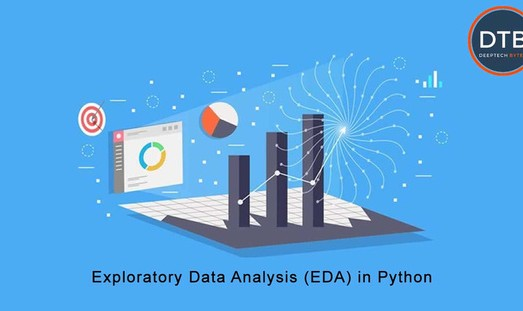 DTB
DEEPTECH BYTES
Exploratory Data Analysis (EDA) in Python